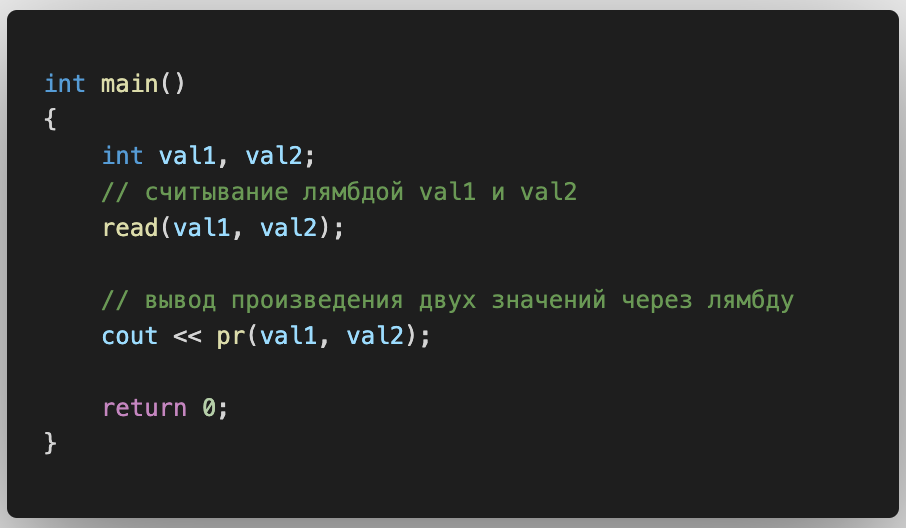 int main()
{
    int val1, val2;
    // считывание лямбдой val1 и val2
    read(val1, val2);

    // вывод произведения двух значений через лямбду
    cout << pr(val1, val2);

    return 0;
}